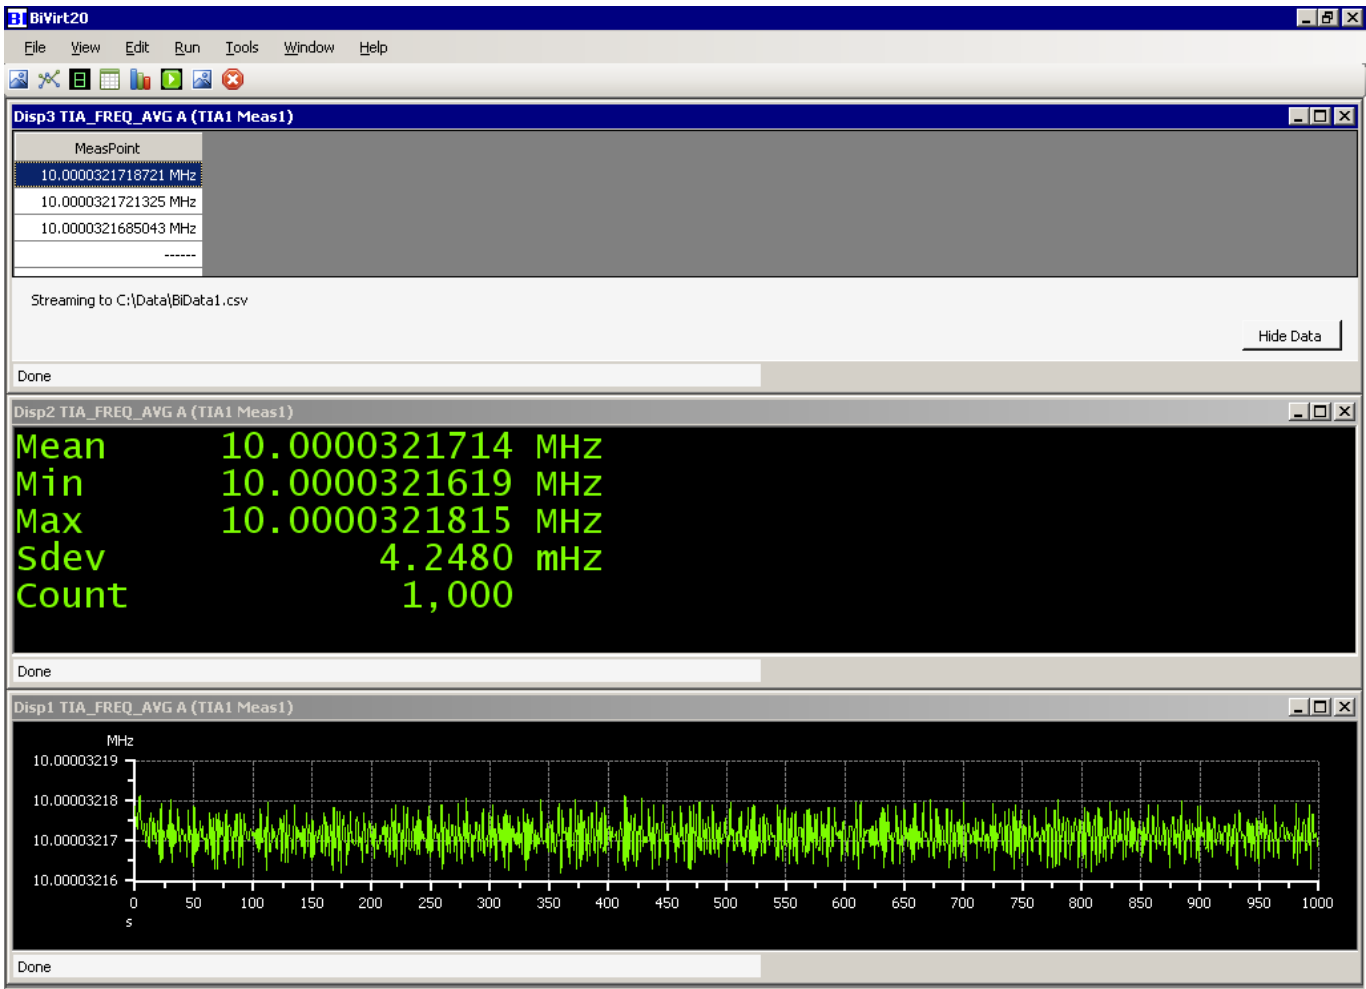 BI BiVirt20
File View Edit Run Tools Window Help
Disp3 TIA_FREQ_AVG A (TIA1 Meas1)
MeasPoint
10.0000321718721 MHz
10.0000321721325 MHz
10.0000321685043 MHz
------
Streaming to C:\Data\BiData1.csv
Hide Data
Done
Disp2 TIA_FREQ_AVG A (TIA1 Meas1)
Mean 10.0000321714 MHz
Min 10.0000321619 MHz
Max 10.0000321815 MHz
Sdev 4.2480 mHz
Count 1,000
Done
Disp1 TIA_FREQ_AVG A (TIA1 Meas1)
MHz
10.00003219
10.00003218
10.00003217
10.00003216
0 50 100 150 200 250 300 350 400 450 500 550 600 650 700 750 800 850 900 950 1000
s
Done